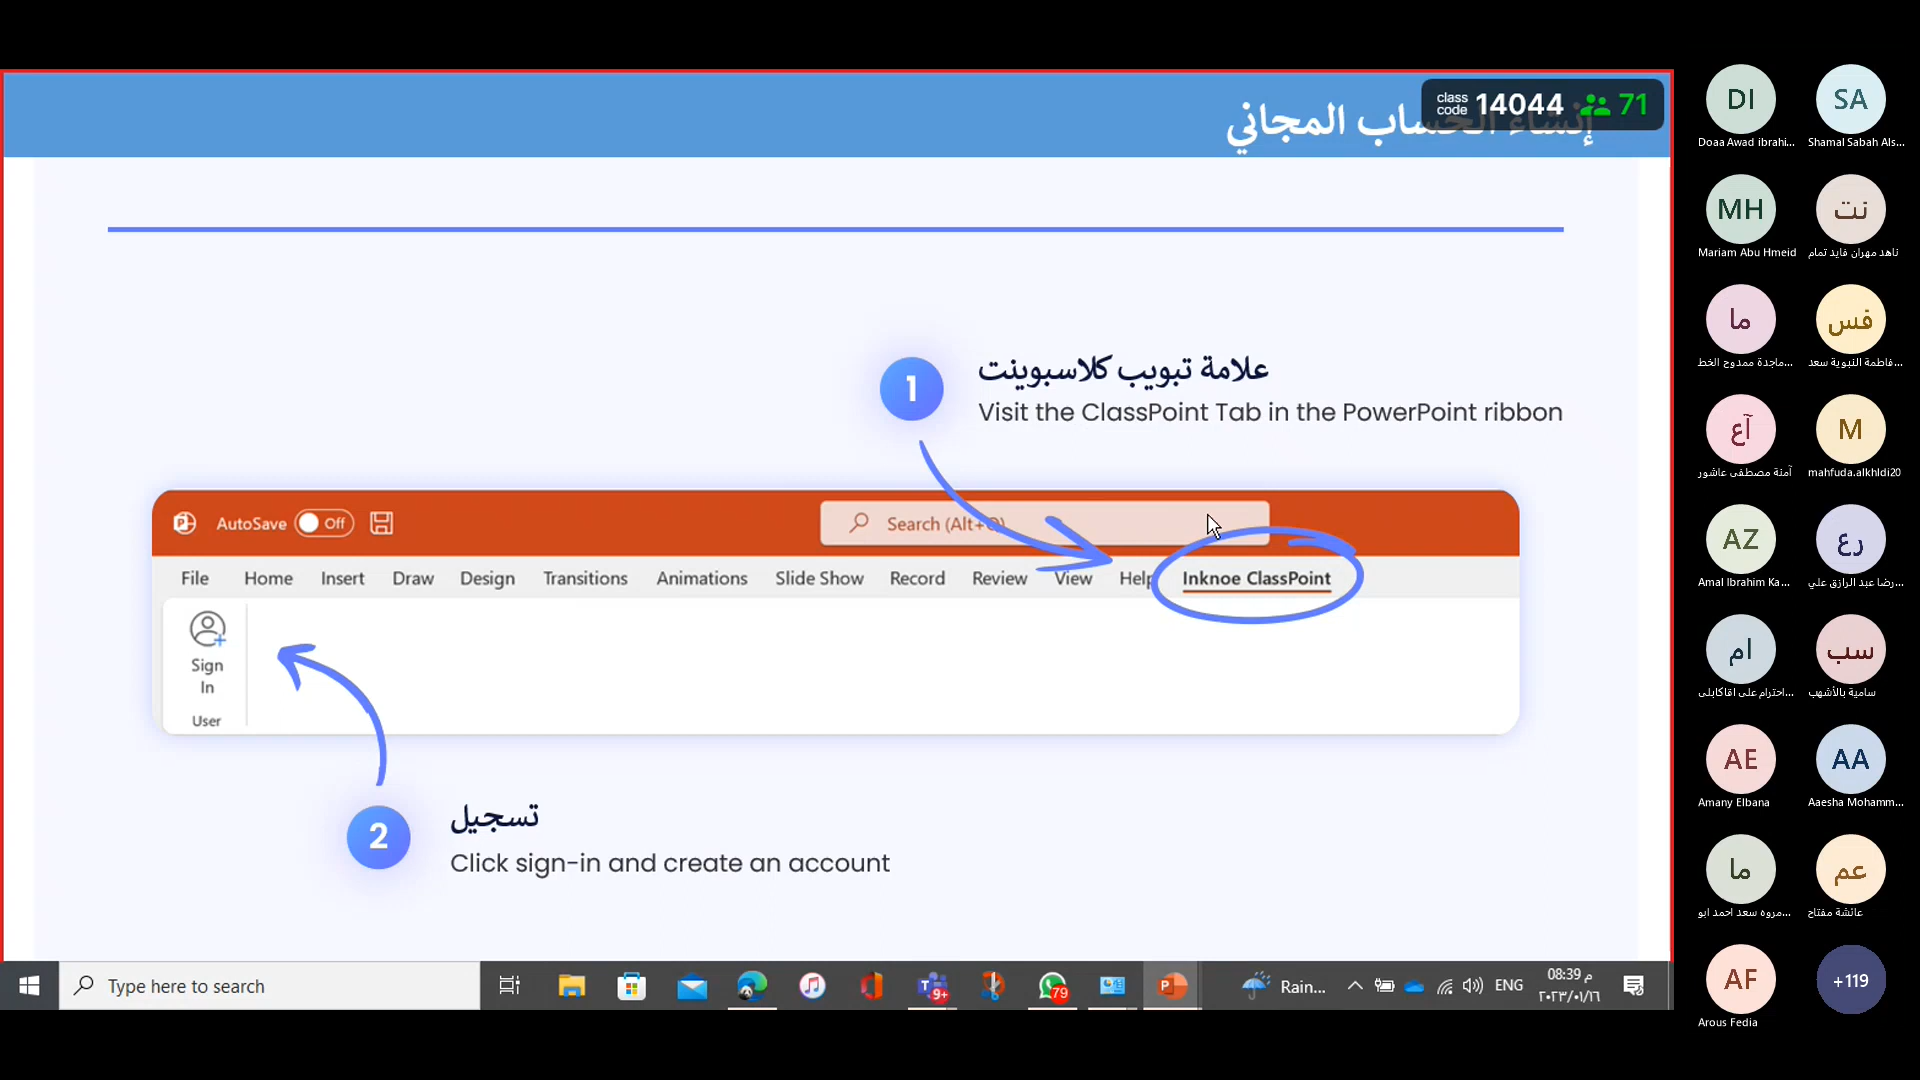 إنشاء الحساب المجاني
class code 14044 71
علامة تبويب كلاسبوينت
Visit the ClassPoint Tab in the PowerPoint ribbon
AutoSave Off
Search (Alt+Q)
File Home Insert Draw Design Transitions Animations Slide Show Record Review View Help Inknoe ClassPoint
Sign
In
User
تسجيل
Click sign-in and create an account
1
2
Type here to search
9+
79
Rain...
ENG
08:39 م
٢٠٢٣/٠١/١٦
DI SA
Doaa Awad ibrahi... Shamal Sabah Als...
MH نت
Mariam Abu Hmeid ناهد مهران فايد تمام
ما فس
ماجدة ممدوح الخط... فاطمة النبوية سعد...
آع M
آمنة مصطفى عاشور mahfuda.alkhldi20
AZ رع
Amal Ibrahim Ka... رضا عبد الرازق علي...
ام سب
احترام علي اقاكابلي... سامية بالأشهب
AE AA
Amany Elbana Aaesha Mohamm...
ما عم
مروه سعد احمد ابو... عائشة مفتاح
AF +119
Arous Fedia